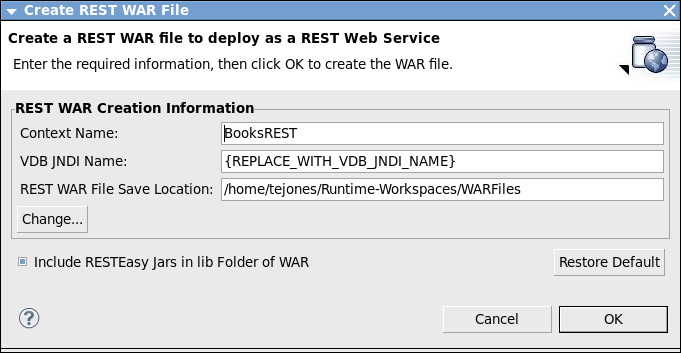 Create REST WAR File
Create a REST WAR file to deploy as a REST Web Service
Enter the required information, then click OK to create the WAR file.
REST WAR Creation Information
Context Name: BooksREST
VDB JNDI Name: {REPLACE_WITH_VDB_JNDI_NAME}
REST WAR File Save Location: /home/tejones/Runtime-Workspaces/WARFiles
Change...
Include RESTEasy Jars in lib Folder of WAR Restore Default
? Cancel OK